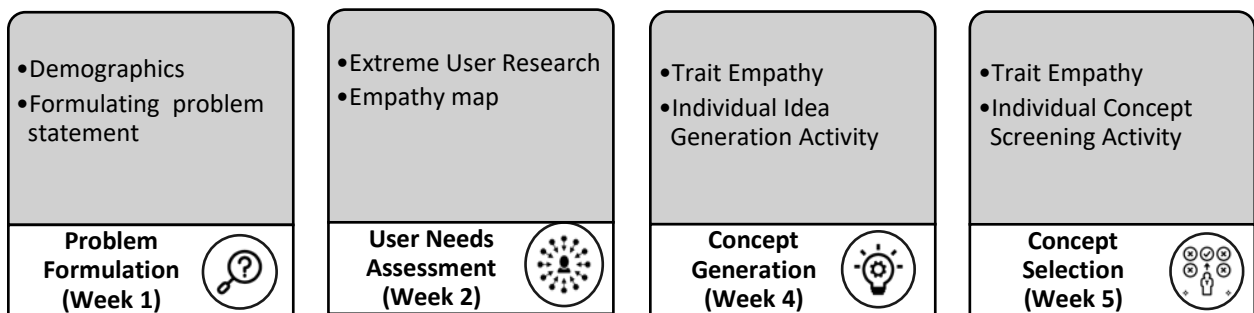 •Demographics
•Formulating problem
statement
Problem
Formulation
(Week 1)
•Extreme User Research
•Empathy map
User Needs
Assessment
(Week 2)
•Trait Empathy
•Individual Idea
Generation Activity
Concept
Generation
(Week 4)
•Trait Empathy
•Individual Concept
Screening Activity
Concept
Selection
(Week 5)